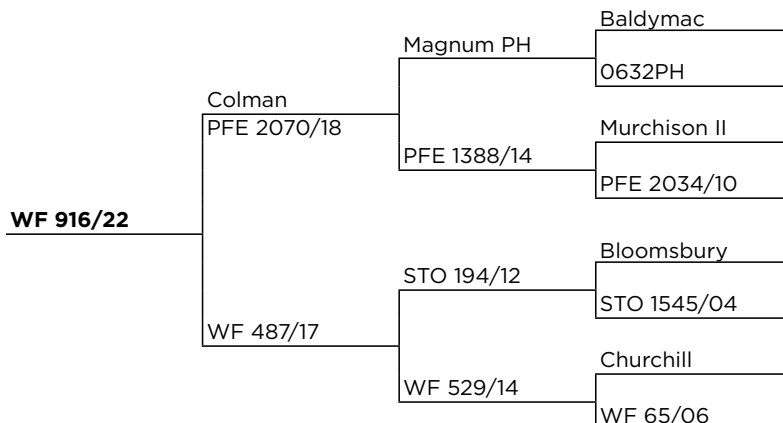 Baldymac
Magnum PH
0632PH
Colman
PFE 2070/18
Murchison II
PFE 1388/14
PFE 2034/10
WF 916/22
Bloomsbury
STO 194/12
STO 1545/04
WF 487/17
Churchill
WF 529/14
WF 65/06